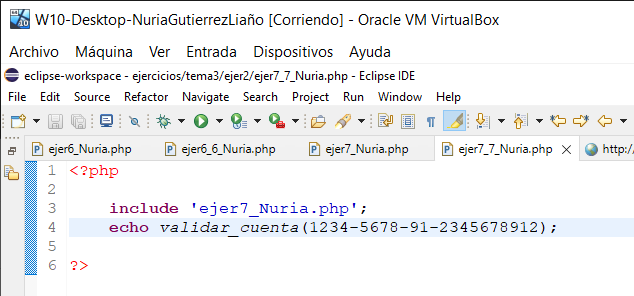 W10-Desktop-NuriaGutierrezLiaño [Corriendo] - Oracle VM VirtualBox
Archivo Máquina Ver Entrada Dispositivos Ayuda
eclipse-workspace - ejercicios/tema3/ejer2/ejer7_7_Nuria.php - Eclipse IDE
File Edit Source Refactor Navigate Search Project Run Window Help
ejer6_Nuria.php ejer6_6_Nuria.php ejer7_Nuria.php ejer7_7_Nuria.php http://
1 <?php
2
3 include 'ejer7_Nuria.php';
4 echo validar_cuenta(1234-5678-91-2345678912);
5
6 ?>